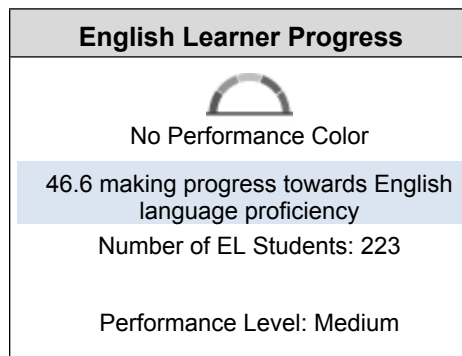 English Learner Progress
No Performance Color
46.6 making progress towards English
language proficiency
Number of EL Students: 223
Performance Level: Medium